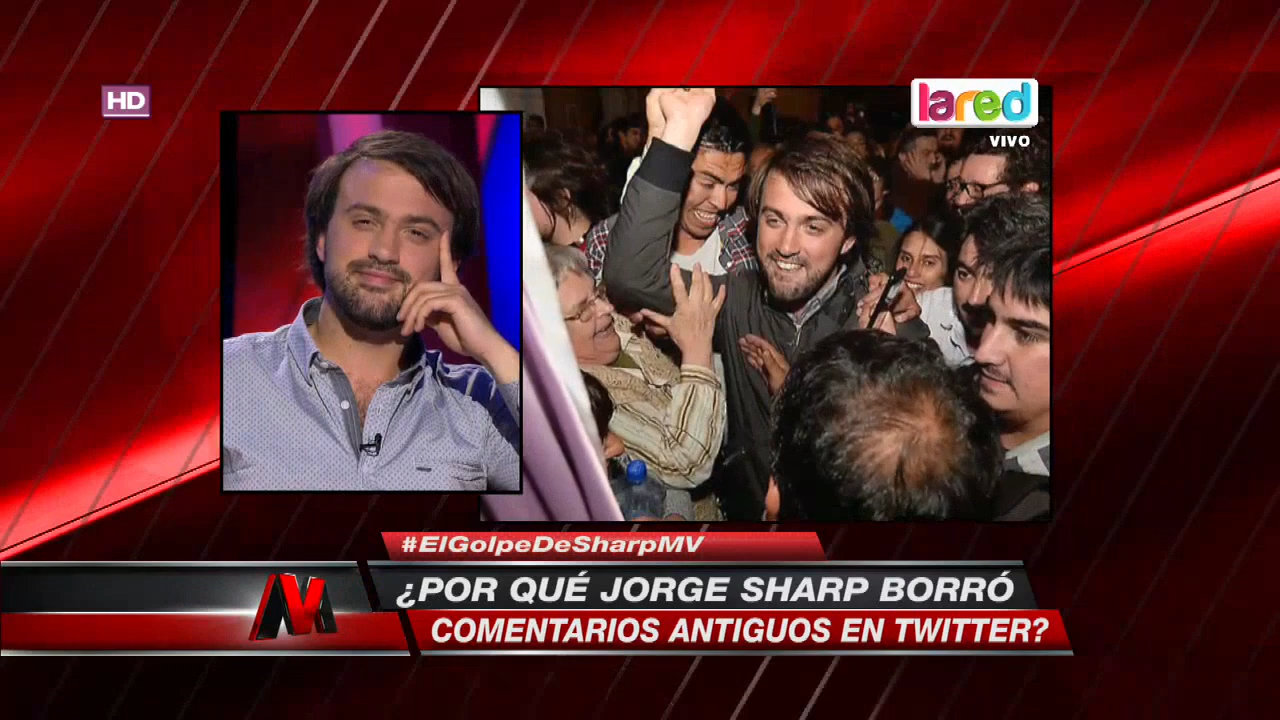 HD
lared
VIVO
#ElGolpeDeSharpMV
¿POR QUÉ JORGE SHARP BORRÓ
COMENTARIOS ANTIGUOS EN TWITTER?